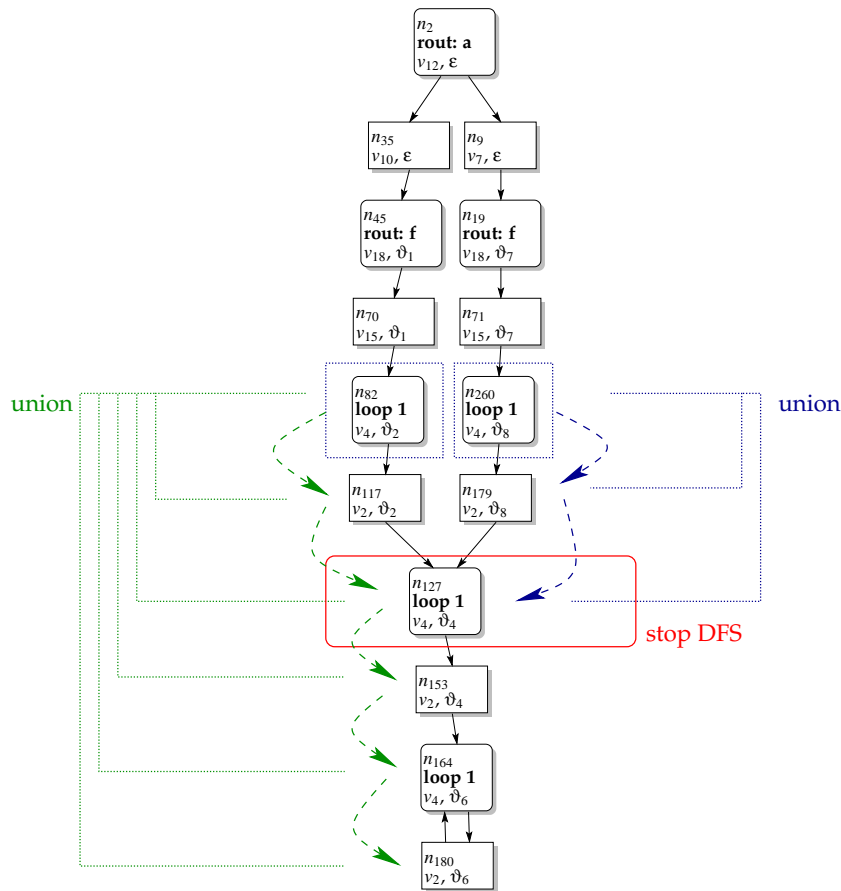 n2
rout: a
v12, ε
n35
v10, ε
n9
v7, ε
n45
rout: f
v18, ϑ1
n19
rout: f
v18, ϑ7
n70
v15, ϑ1
n71
v15, ϑ7
union
n82
loop 1
v4, ϑ2
n260
loop 1
v4, ϑ8
union
n117
v2, ϑ2
n179
v2, ϑ8
n127
loop 1
v4, ϑ4
stop DFS
n153
v2, ϑ4
n164
loop 1
v4, ϑ6
n180
v2, ϑ6